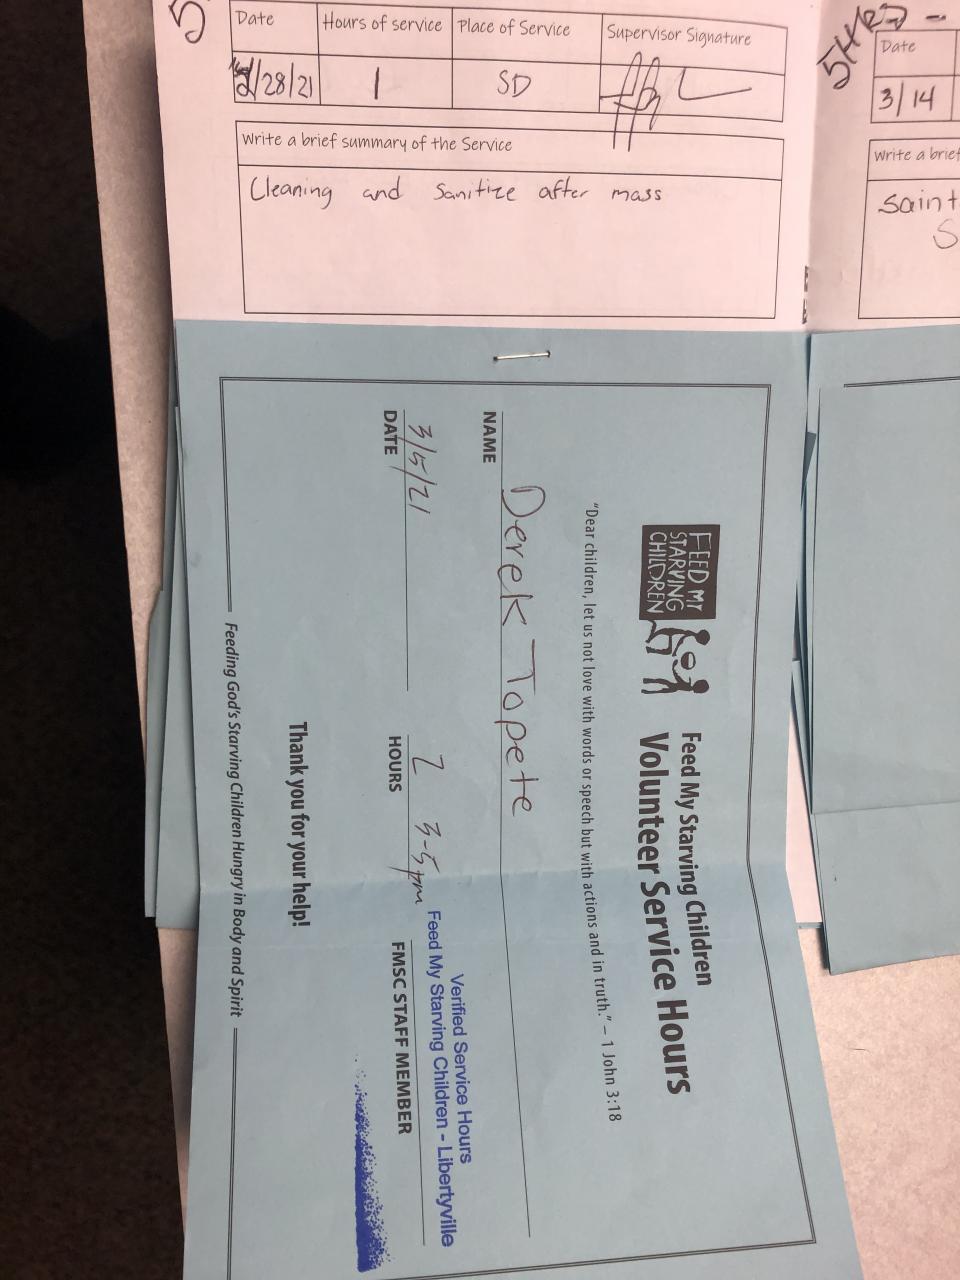 5
Date Hours of service Place of Service Supervisor Signature
2/28/21 1 SD
Write a brief summary of the Service
Cleaning and Sanitize after mass
5HRS -
Date
3/14
Write a brief
Saint
S
FEED MY
STARVING
CHILDREN
Feed My Starving Children
Volunteer Service Hours
"Dear children, let us not love with words or speech but with actions and in truth." – 1 John 3:18
Derek Topete
NAME
Verified Service Hours
Feed My Starving Children - Libertyville
3/5/21 2 3-5pm
DATE HOURS FMSC STAFF MEMBER
Thank you for your help!
Feeding God's Starving Children Hungry in Body and Spirit